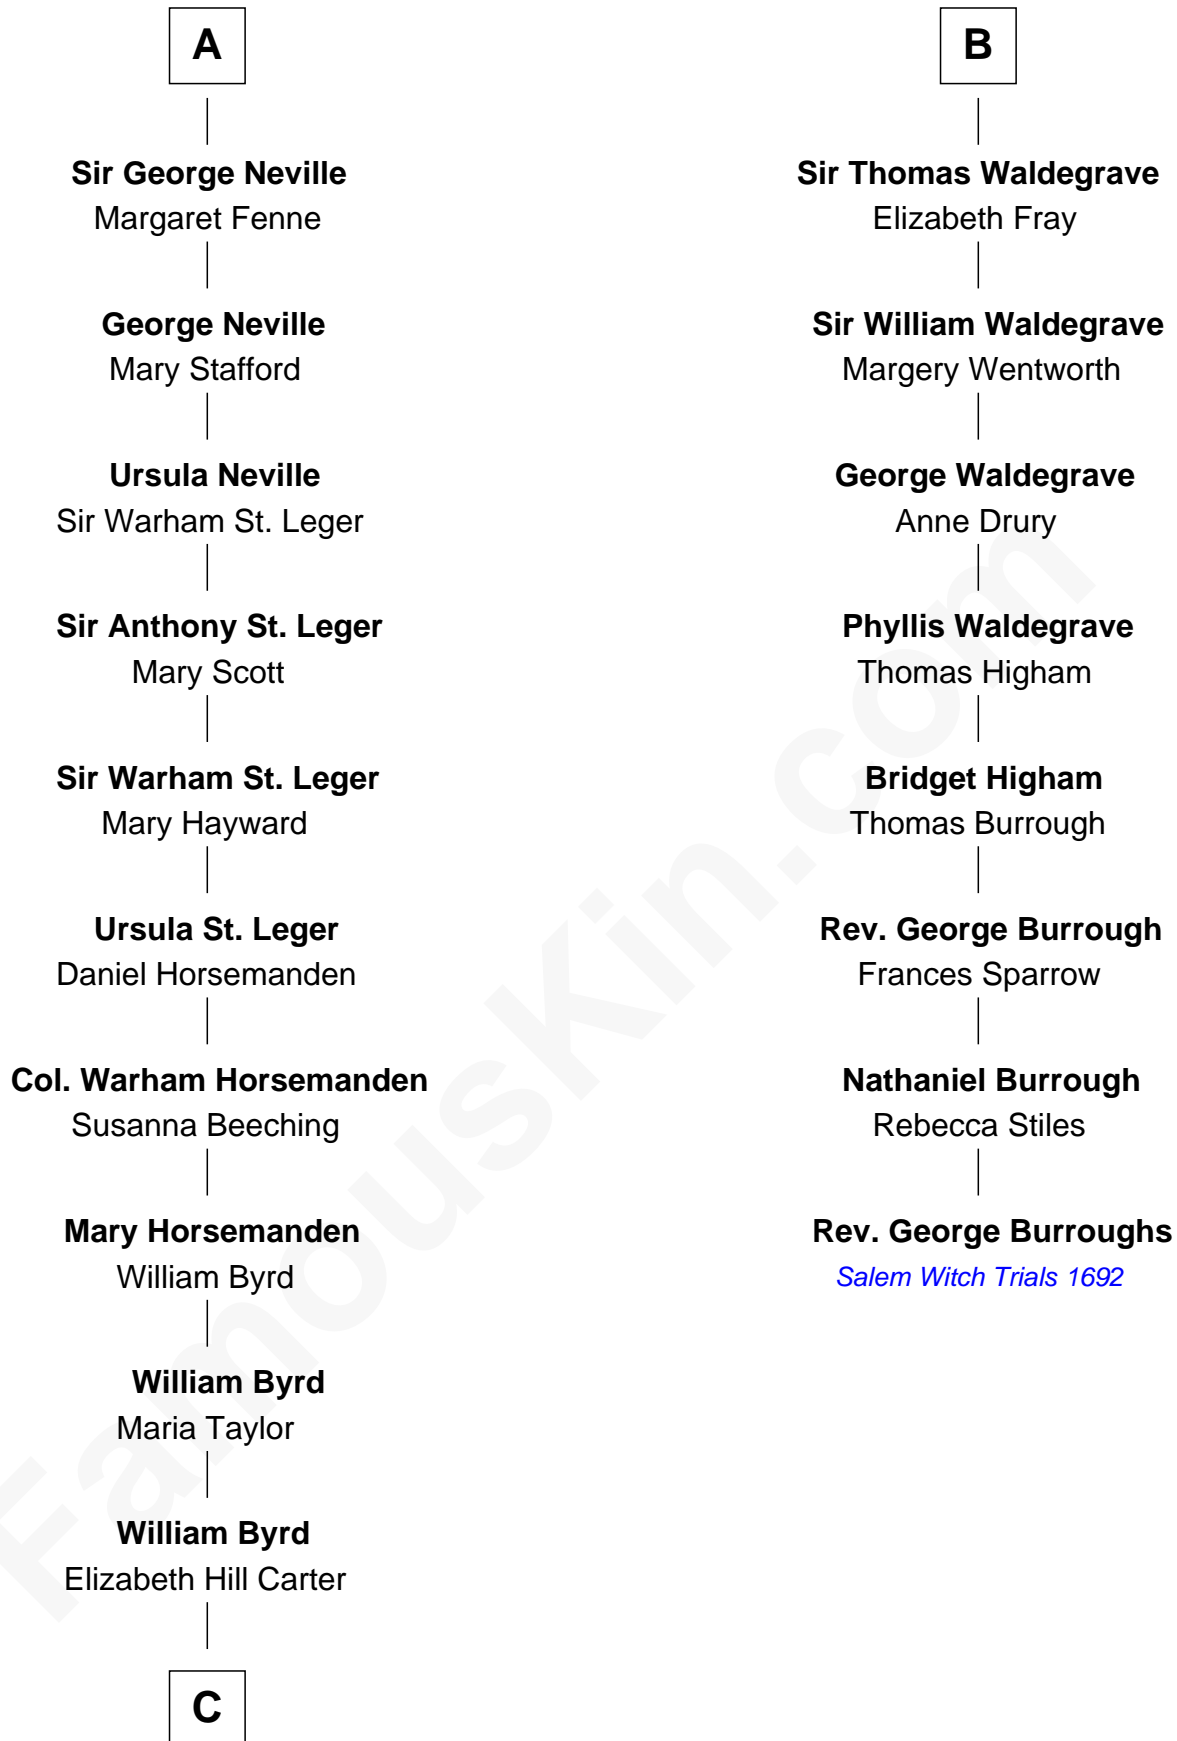 A
Sir George Neville
Margaret Fenne
George Neville
Mary Stafford
Ursula Neville
Sir Warham St. Leger
Sir Anthony St. Leger
Mary Scott
Sir Warham St. Leger
Mary Hayward
Ursula St. Leger
Daniel Horsemanden
Col. Warham Horsemanden
Susanna Beeching
Mary Horsemanden
William Byrd
William Byrd
Maria Taylor
William Byrd
Elizabeth Hill Carter
C
B
Sir Thomas Waldegrave
Elizabeth Fray
Sir William Waldegrave
Margery Wentworth
George Waldegrave
Anne Drury
Phyllis Waldegrave
Thomas Higham
Bridget Higham
Thomas Burrough
Rev. George Burrough
Frances Sparrow
Nathaniel Burrough
Rebecca Stiles
Rev. George Burroughs
Salem Witch Trials 1692
FamousKin.com